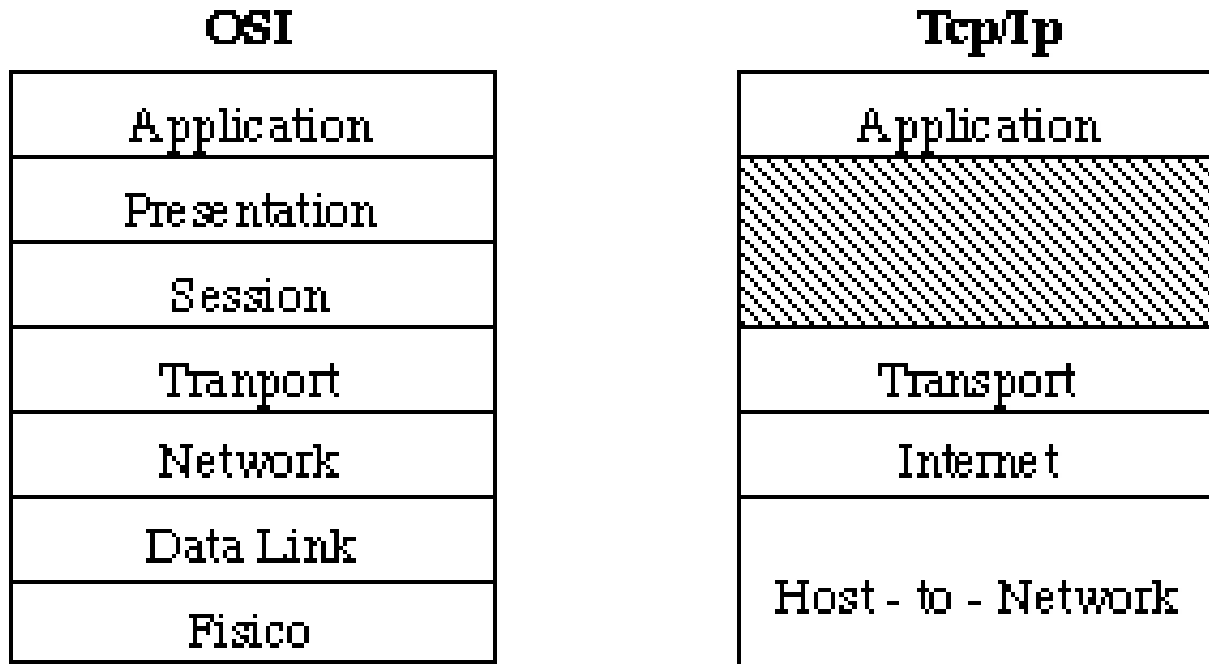 OSI
Application
Presentation
Session
Tranport
Network
Data Link
Fisico
Tcp/Ip
Application
Transport
Internet
Host - to - Network